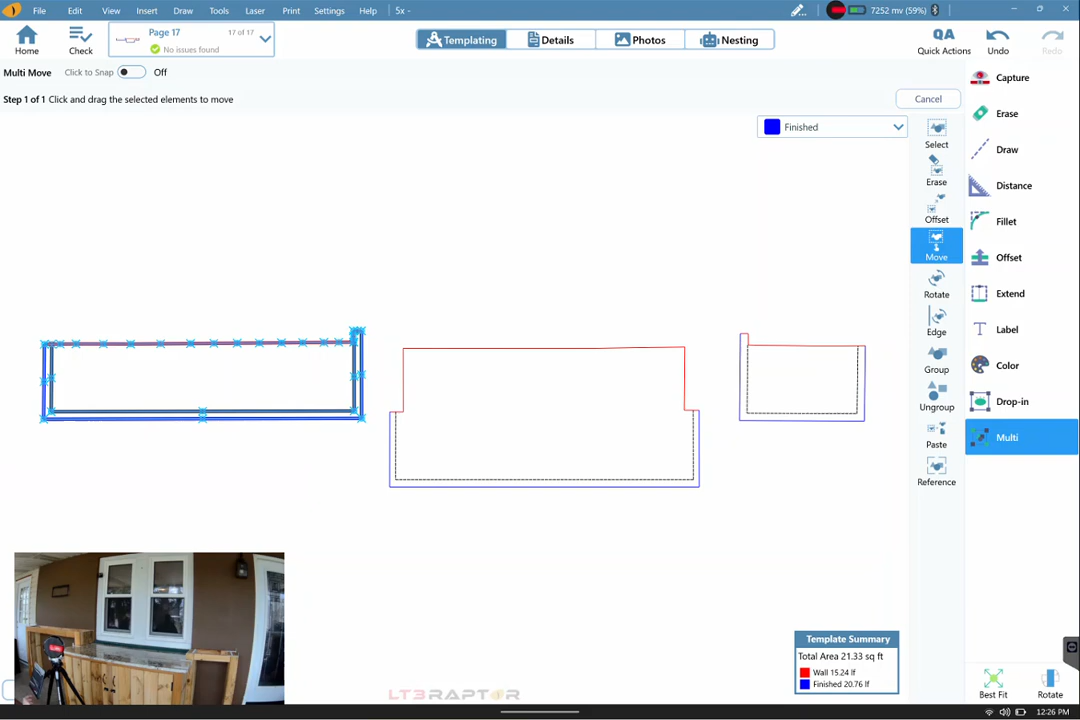 File Edit View Insert Draw Tools Laser Print Settings Help 5x -
7252 mv (59%)
Home
Check
Page 17
17 of 17
No issues found
Templating
Details
Photos
Nesting
QA
Quick Actions
Undo
Redo
Multi Move Click to Snap Off
Step 1 of 1 Click and drag the selected elements to move
Cancel
Finished
Select
Erase
Offset
Move
Rotate
Edge
Group
Ungroup
Paste
Reference
Capture
Erase
Draw
Distance
Fillet
Offset
Extend
Label
Color
Drop-in
Multi
Template Summary
Total Area 21.33 sq ft
Wall 15.24 lf
Finished 20.76 lf
LT3RAPTOR
Best Fit
Rotate
12:26 PM